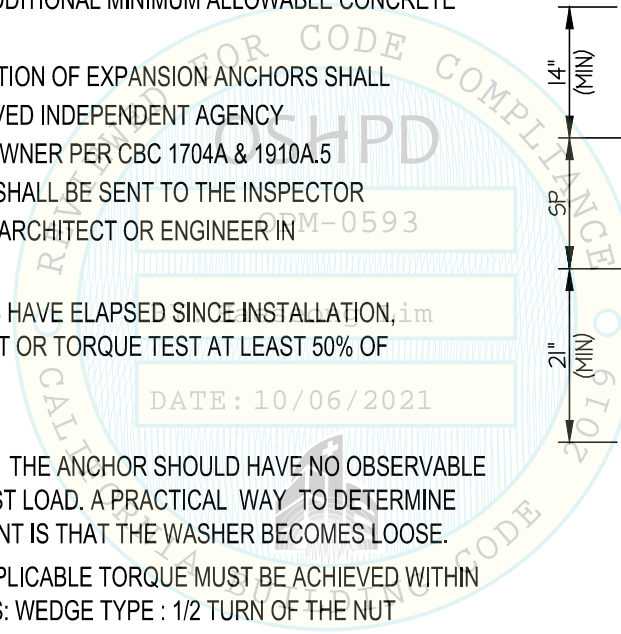 DDITIONAL MINIMUM ALLOWABLE CONCRETE
TION OF EXPANSION ANCHORS SHALL
VED INDEPENDENT AGENCY
WNER PER CBC 1704A & 1910A.5
SHALL BE SENT TO THE INSPECTOR
ARCHITECT OR ENGINEER IN
HAVE ELAPSED SINCE INSTALLATION,
T OR TORQUE TEST AT LEAST 50% OF
THE ANCHOR SHOULD HAVE NO OBSERVABLE
ST LOAD. A PRACTICAL WAY TO DETERMINE
NT IS THAT THE WASHER BECOMES LOOSE.
PLICABLE TORQUE MUST BE ACHIEVED WITHIN
S: WEDGE TYPE : 1/2 TURN OF THE NUT
14"
(MIN)
SP
21"
(MIN)
REVIEWED FOR CODE COMPLIANCE
OSHPD
OPM-0593
DATE: 10/06/2021
CALIFORNIA BUILDING CODE 2019